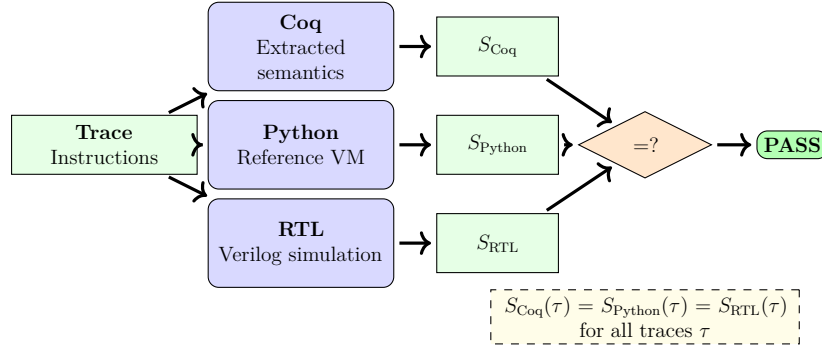 Trace
Instructions
Coq
Extracted
semantics
Python
Reference VM
RTL
Verilog simulation
S_Coq
S_Python
S_RTL
=?
PASS
S_Coq(τ) = S_Python(τ) = S_RTL(τ)
for all traces τ